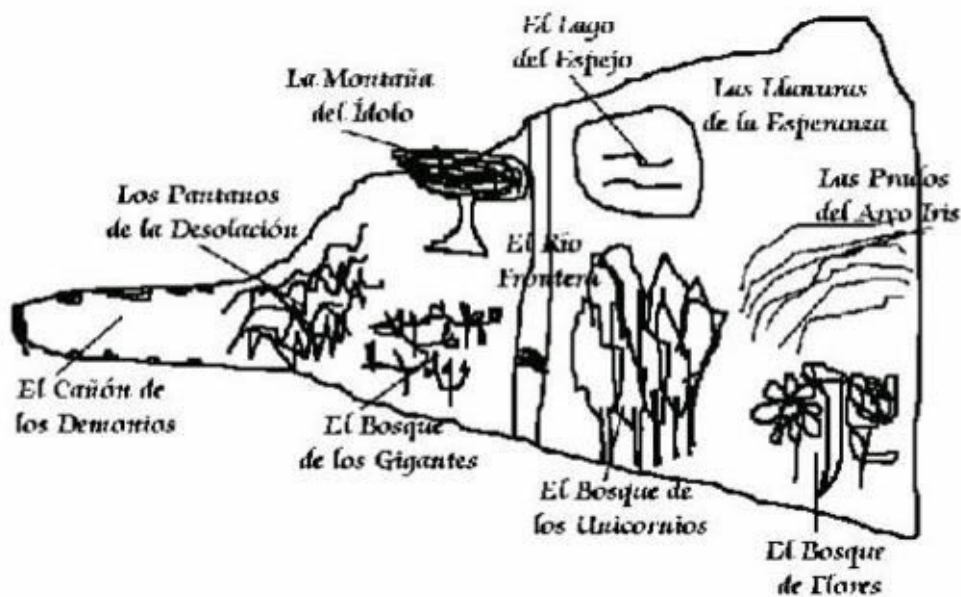 El Lago
del Espejo
La Montaña
del Ídolo
Las Llanuras
de la Esperanza
Los Pantanos
de la Desolación
Las Prados
del Arco Iris
El Río
Frontera
El Cañón de
los Demonios
El Bosque
de los Gigantes
El Bosque de
los Unicornios
El Bosque
de Flores